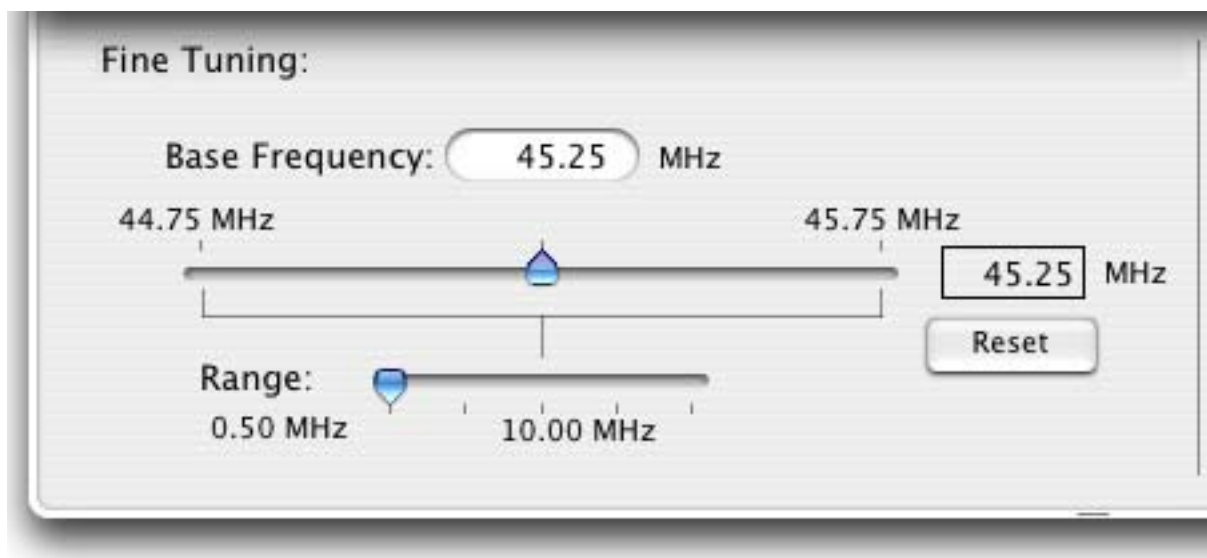 Fine Tuning:
Base Frequency: 45.25 MHz
44.75 MHz 45.75 MHz
45.25 MHz
Reset
Range:
0.50 MHz 10.00 MHz